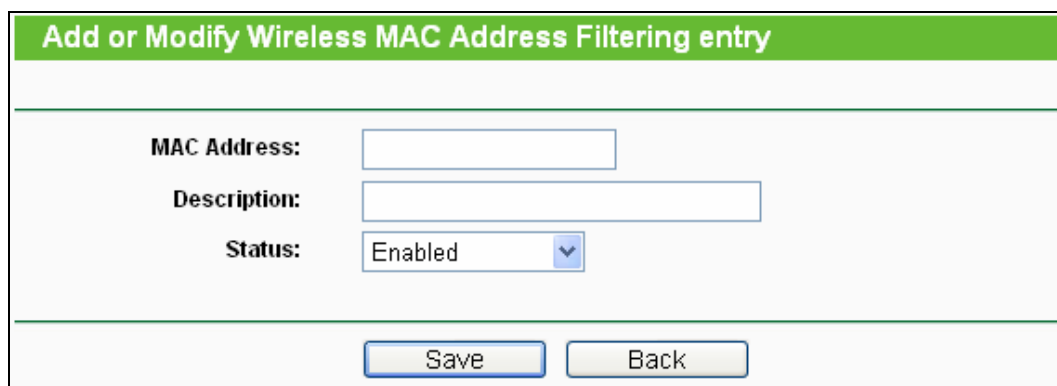 Add or Modify Wireless MAC Address Filtering entry
MAC Address:
Description:
Status: Enabled
Save Back